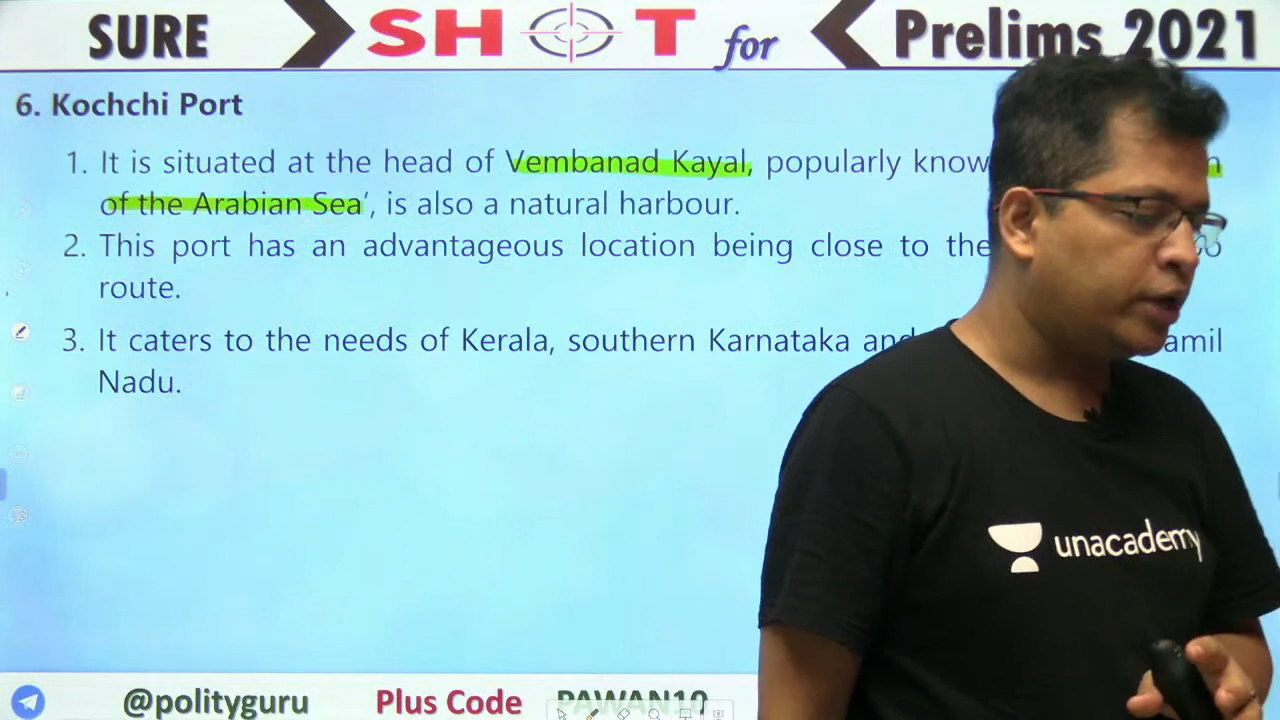 SURE SHOT for Prelims 2021
6. Kochchi Port
1. It is situated at the head of Vembanad Kayal, popularly
of the Arabian Sea', is also a natural harbour.
2. This port has an advantageous location being close to the
route.
3. It caters to the needs of Kerala, southern Karnataka and
Nadu.
unacademy
@polityguru Plus Code PAWAN10